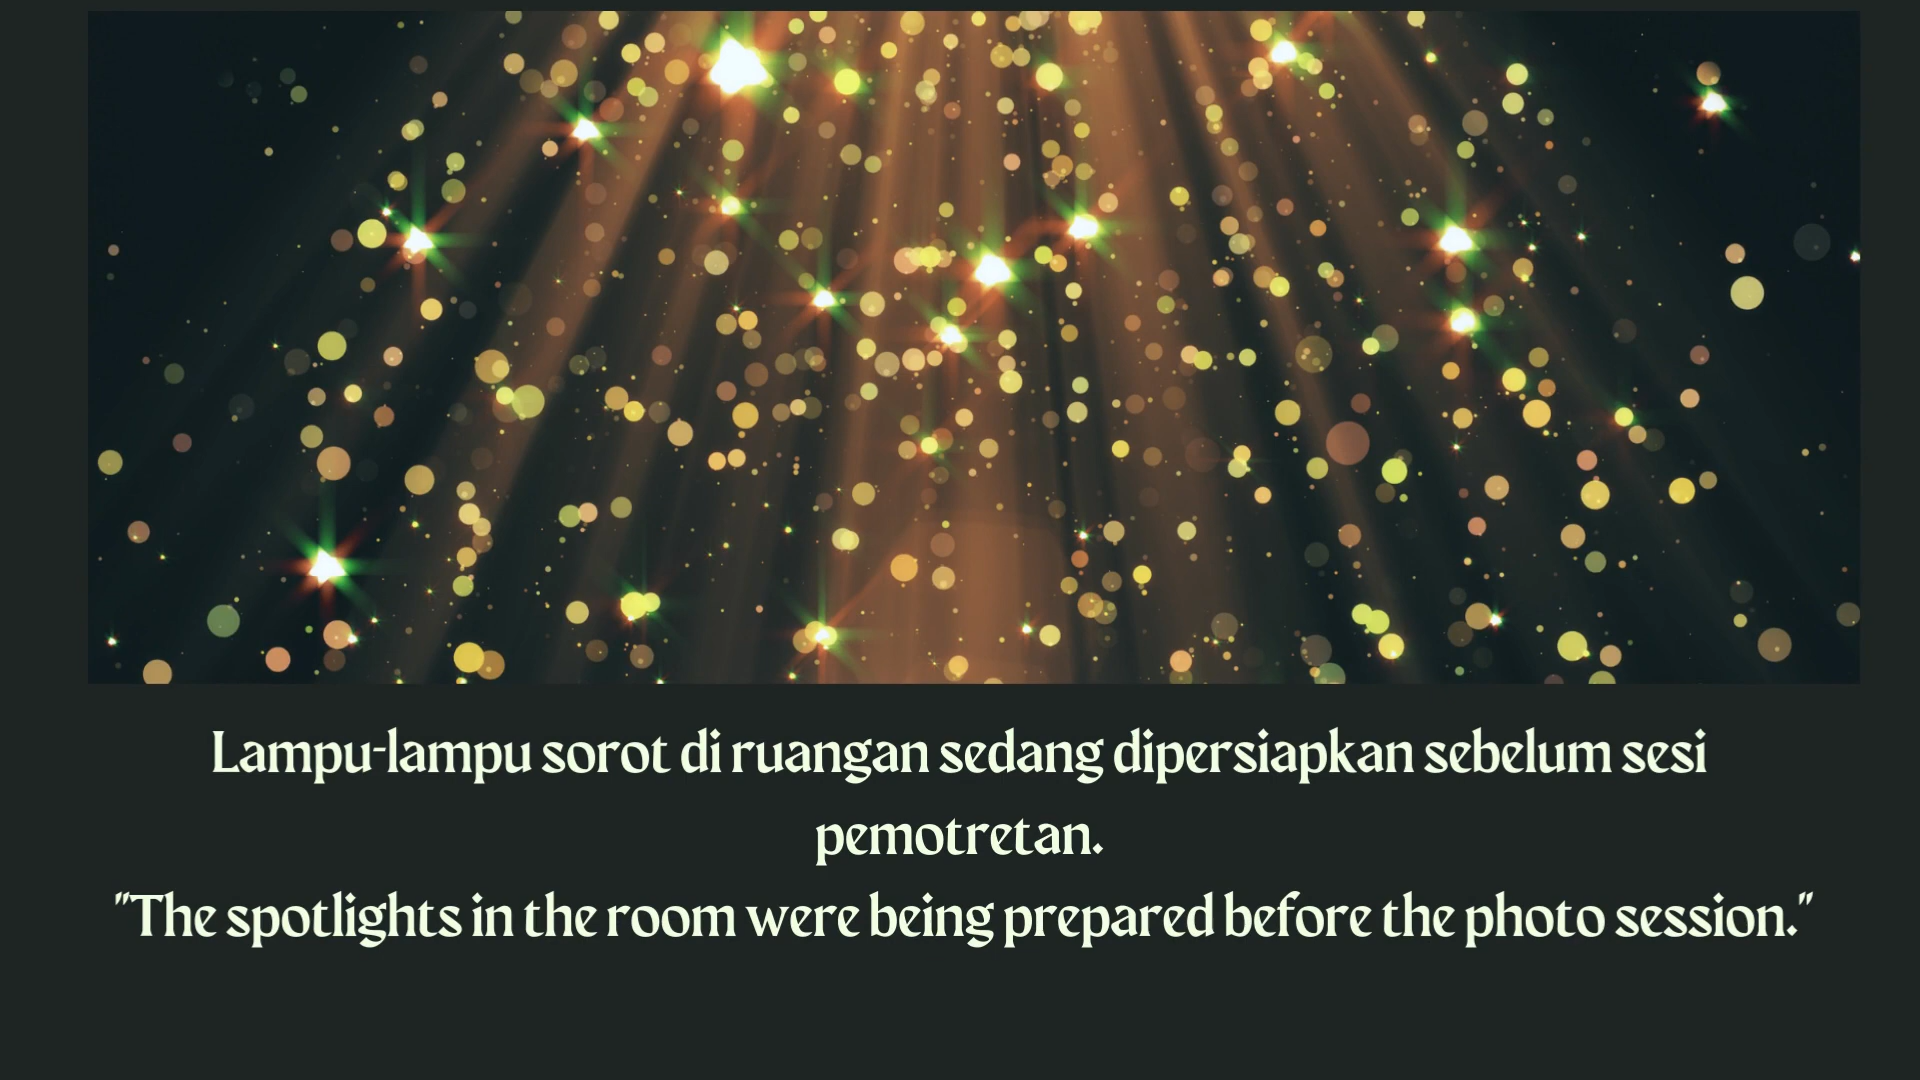 Lampu-lampu sorot di ruangan sedang dipersiapkan sebelum sesi
pemotretan.
"The spotlights in the room were being prepared before the photo session."